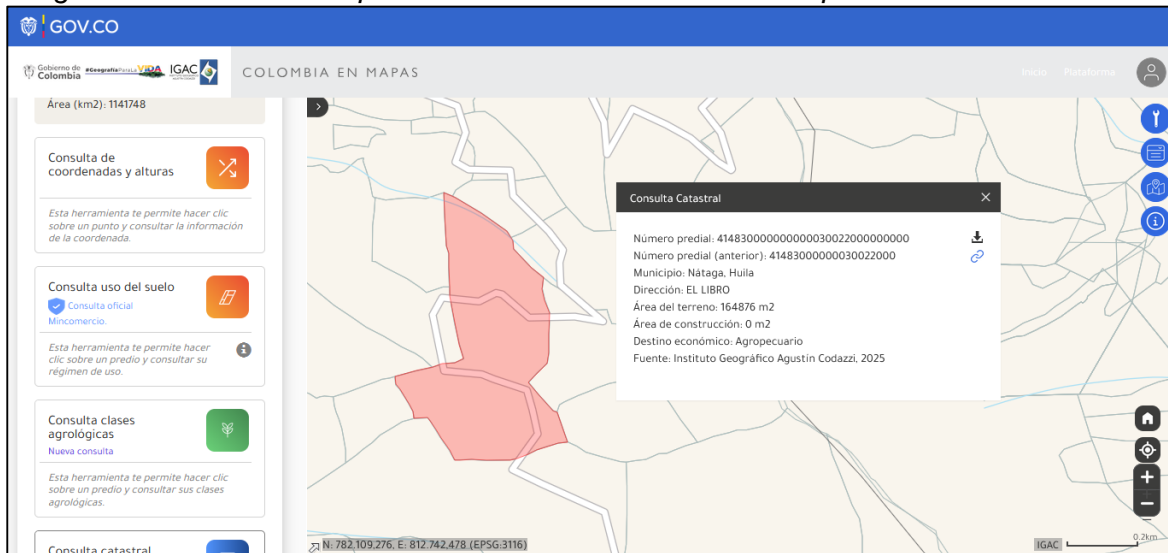 GOV.CO
Gobierno de
Colombia
#GeografíaParaLaVIDA
IGAC
COLOMBIA EN MAPAS
Inicio Plataforma
Área (km2): 1141748
Consulta de
coordenadas y alturas
Esta herramienta te permite hacer clic
sobre un punto y consultar la información
de la coordenada.
Consulta uso del suelo
Consulta oficial
Mincomercio.
Esta herramienta te permite hacer
clic sobre un predio y consultar su
régimen de uso.
Consulta clases
agrológicas
Nueva consulta
Esta herramienta te permite hacer clic
sobre un predio y consultar sus clases
agrológicas.
Consulta catastral
Consulta Catastral
Número predial: 414830000000000030022000000000
Número predial (anterior): 41483000000030022000
Municipio: Nátaga, Huila
Dirección: EL LIBRO
Área del terreno: 164876 m2
Área de construcción: 0 m2
Destino económico: Agropecuario
Fuente: Instituto Geográfico Agustín Codazzi, 2025
N: 782.109,276, E: 812.742,478 (EPSG:3116)
IGAC
0.2km